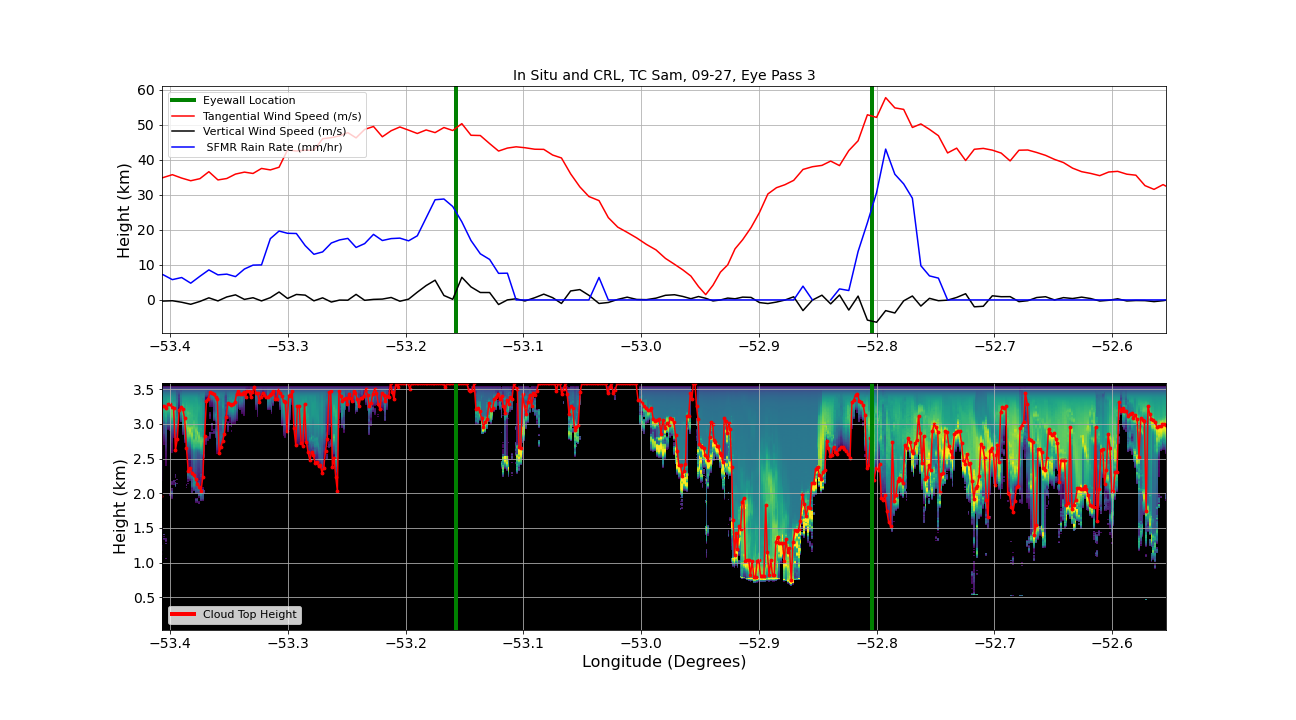 In Situ and CRL, TC Sam, 09-27, Eye Pass 3
Height (km)
60
50
40
30
20
10
0
Eyewall Location
Tangential Wind Speed (m/s)
Vertical Wind Speed (m/s)
SFMR Rain Rate (mm/hr)
−53.4 −53.3 −53.2 −53.1 −53.0 −52.9 −52.8 −52.7 −52.6
Height (km)
3.5
3.0
2.5
2.0
1.5
1.0
0.5
Cloud Top Height
−53.4 −53.3 −53.2 −53.1 −53.0 −52.9 −52.8 −52.7 −52.6
Longitude (Degrees)